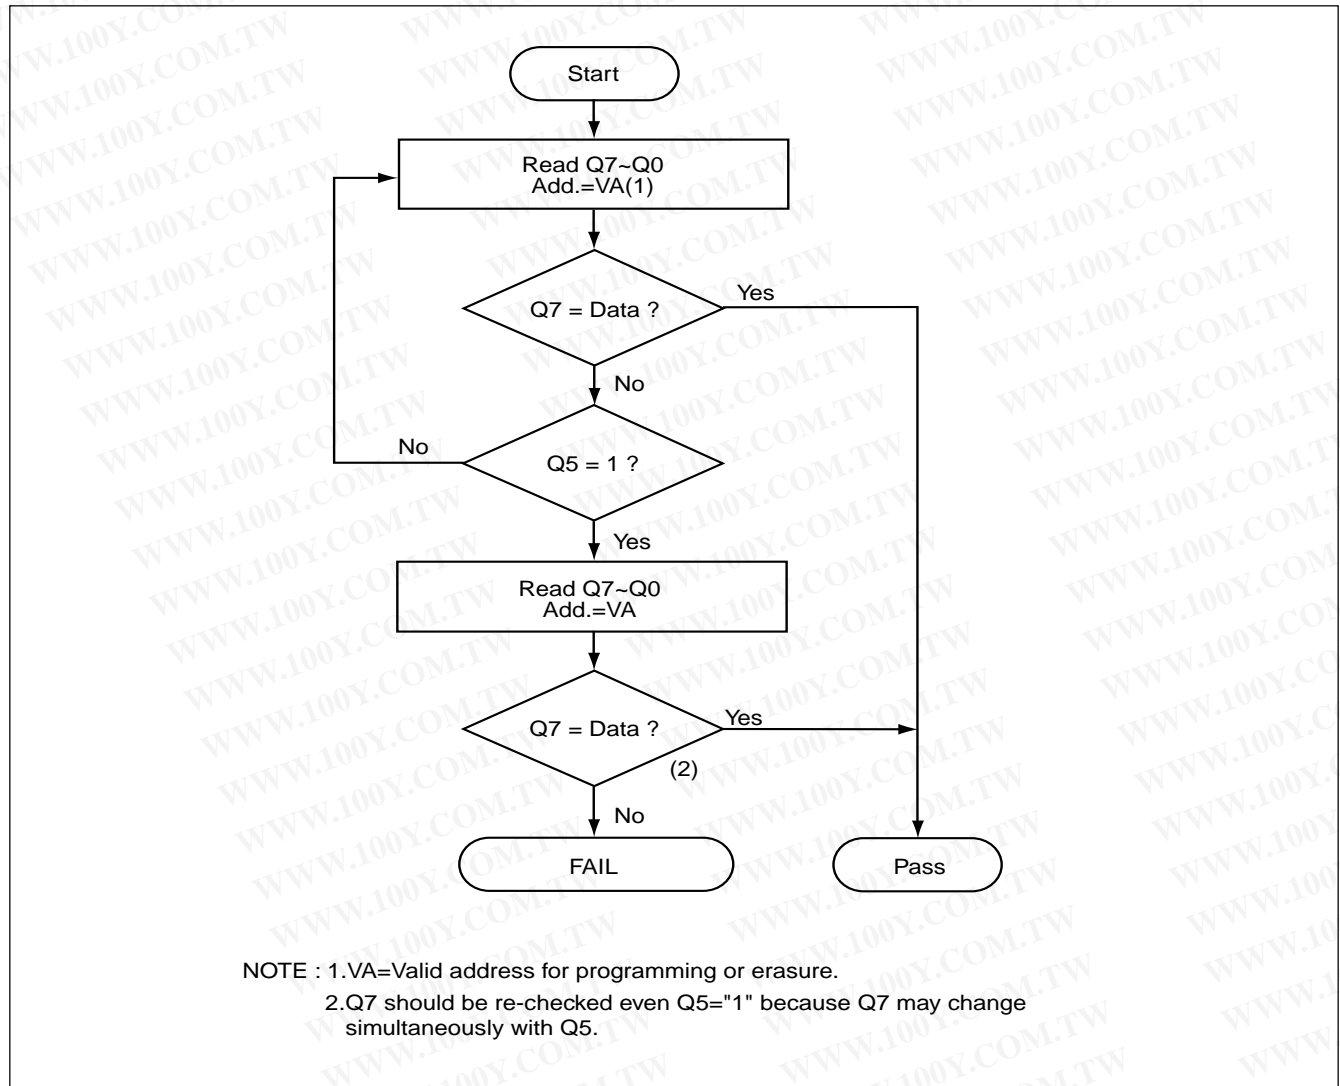 Start
Read Q7~Q0
Add.=VA(1)
Q7 = Data ?
Yes
No
No
Q5 = 1 ?
Yes
Read Q7~Q0
Add.=VA
Q7 = Data ?
Yes
(2)
No
FAIL
Pass
NOTE : 1.VA=Valid address for programming or erasure.
2.Q7 should be re-checked even Q5="1" because Q7 may change
simultaneously with Q5.
WWW.100Y.COM.TW